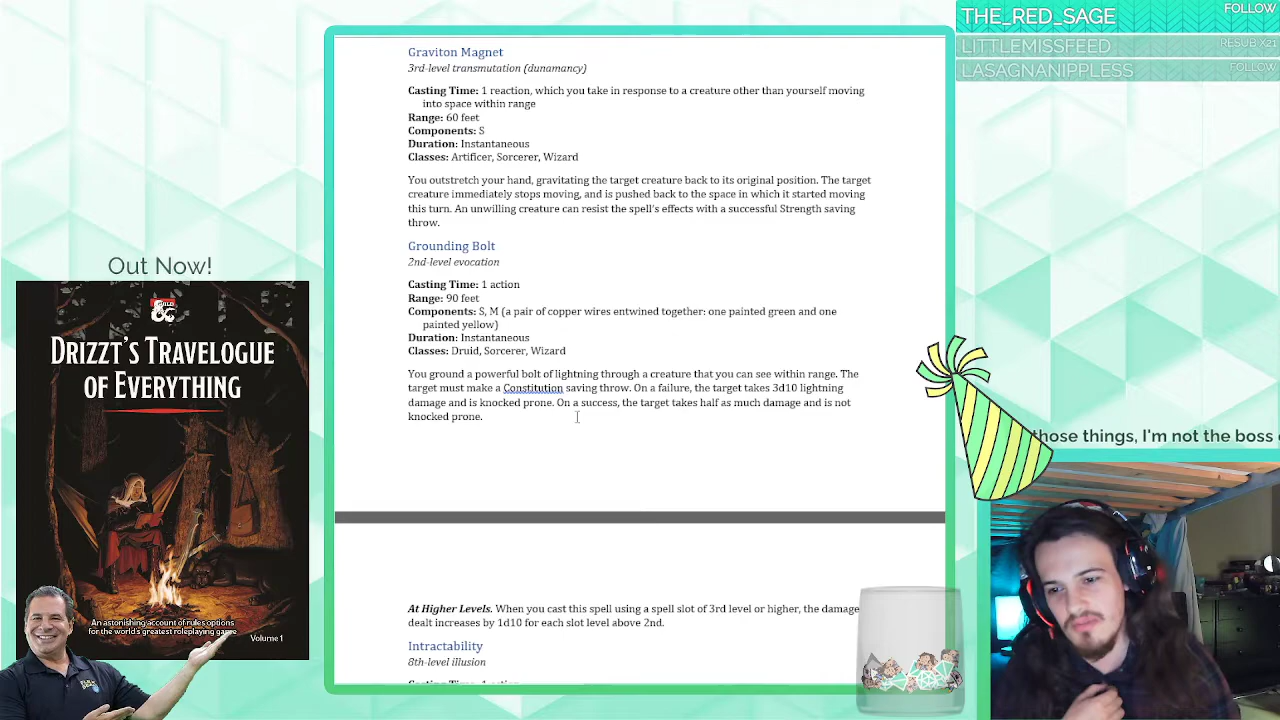 THE_RED_SAGE
FOLLOW
LITTLEMISSFEED
RESUB X21
LASAGNANIPPLESS
FOLLOW
Graviton Magnet
3rd-level transmutation (dunamancy)
Casting Time: 1 reaction, which you take in response to a creature other than yourself moving
into space within range
Range: 60 feet
Components: S
Duration: Instantaneous
Classes: Artificer, Sorcerer, Wizard
You outstretch your hand, gravitating the target creature back to its original position. The target
creature immediately stops moving, and is pushed back to the space in which it started moving
this turn. An unwilling creature can resist the spell's effects with a successful Strength saving
throw.
Grounding Bolt
2nd-level evocation
Casting Time: 1 action
Range: 90 feet
Components: S, M (a pair of copper wires entwined together: one painted green and one
painted yellow)
Duration: Instantaneous
Classes: Druid, Sorcerer, Wizard
You ground a powerful bolt of lightning through a creature that you can see within range. The
target must make a Constitution saving throw. On a failure, the target takes 3d10 lightning
damage and is knocked prone. On a success, the target takes half as much damage and is not
knocked prone.
At Higher Levels. When you cast this spell using a spell slot of 3rd level or higher, the damage
dealt increases by 1d10 for each slot level above 2nd.
Intractability
8th-level illusion
Casting Time: 1 action
Out Now!
DRIZZT'S TRAVELOGUE
OF EVERYTHING
An astonishing account of rules options
for the world's greatest roleplaying game
Volume 1
those things, I'm not the boss